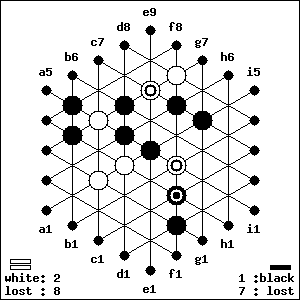 e9
d8 f8
c7 g7
b6 h6
a5 i5
a1 i1
b1 h1
c1 g1
d1 f1
e1
white: 2 1 :black
lost : 8 7 : lost